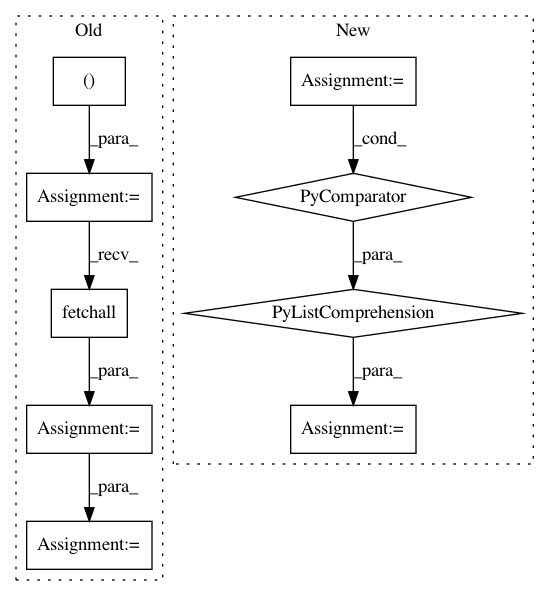 Old
()
_para_
Assignment:=
_recv_
fetchall
_para_
Assignment:=
_para_
Assignment:=
New
Assignment:=
_cond_
PyComparator
_para_
PyListComprehension
_para_
Assignment:=